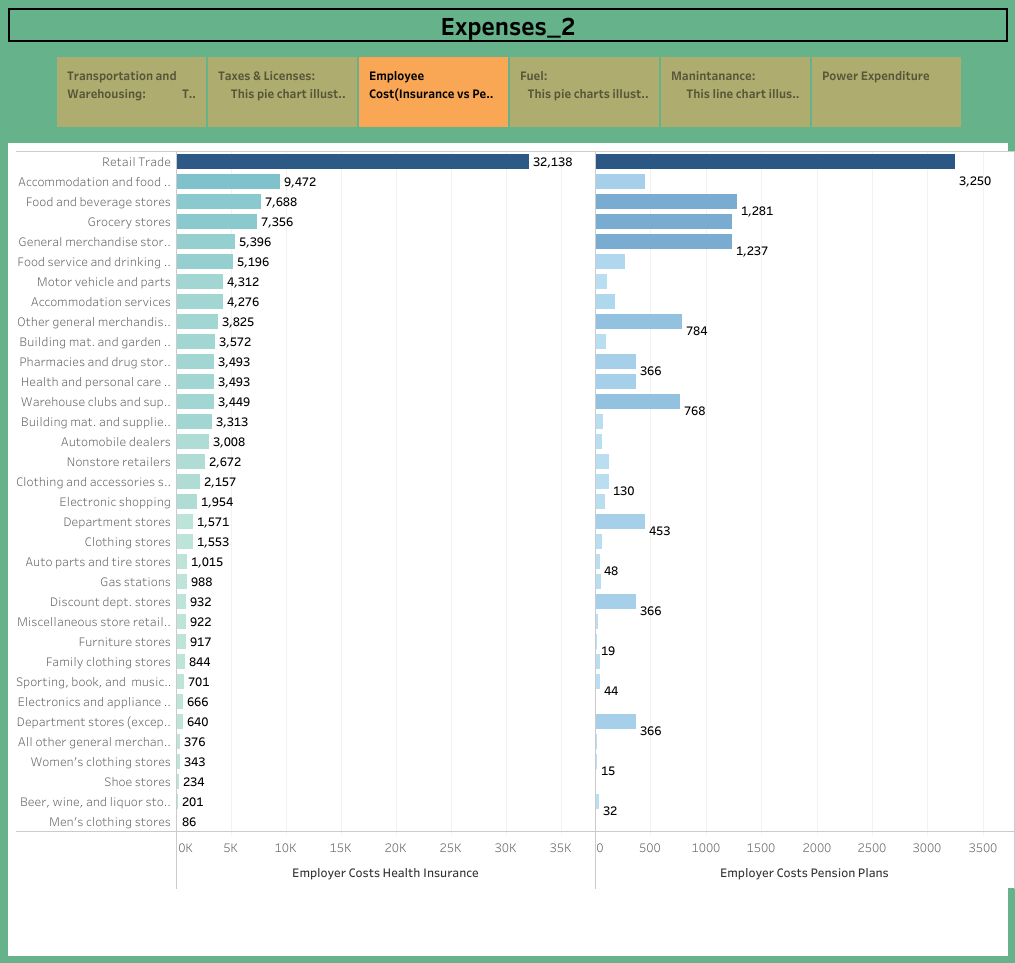 Expenses_2
Transportation and
Warehousing: T..
Taxes & Licenses:
This pie chart illust..
Employee
Cost(Insurance vs Pe..
Fuel:
This pie charts illust..
Manintanance:
This line chart illus..
Power Expenditure
Retail Trade 32,138
3,250
Accommodation and food .. 9,472
Food and beverage stores 7,688
1,281
Grocery stores 7,356
General merchandise stor.. 5,396
1,237
Food service and drinking .. 5,196
Motor vehicle and parts 4,312
Accommodation services 4,276
Other general merchandis.. 3,825
784
Building mat. and garden .. 3,572
Pharmacies and drug stor.. 3,493
366
Health and personal care .. 3,493
Warehouse clubs and sup.. 3,449
768
Building mat. and supplie.. 3,313
Automobile dealers 3,008
Nonstore retailers 2,672
Clothing and accessories s.. 2,157
130
Electronic shopping 1,954
Department stores 1,571
453
Clothing stores 1,553
Auto parts and tire stores 1,015
48
Gas stations 988
Discount dept. stores 932
366
Miscellaneous store retail.. 922
Furniture stores 917
19
Family clothing stores 844
Sporting, book, and music.. 701
44
Electronics and appliance .. 666
Department stores (excep.. 640
366
All other general merchan.. 376
Women's clothing stores 343
15
Shoe stores 234
Beer, wine, and liquor sto.. 201
32
Men's clothing stores 86
0K 5K 10K 15K 20K 25K 30K 35K 0 500 1000 1500 2000 2500 3000 3500
Employer Costs Health Insurance Employer Costs Pension Plans